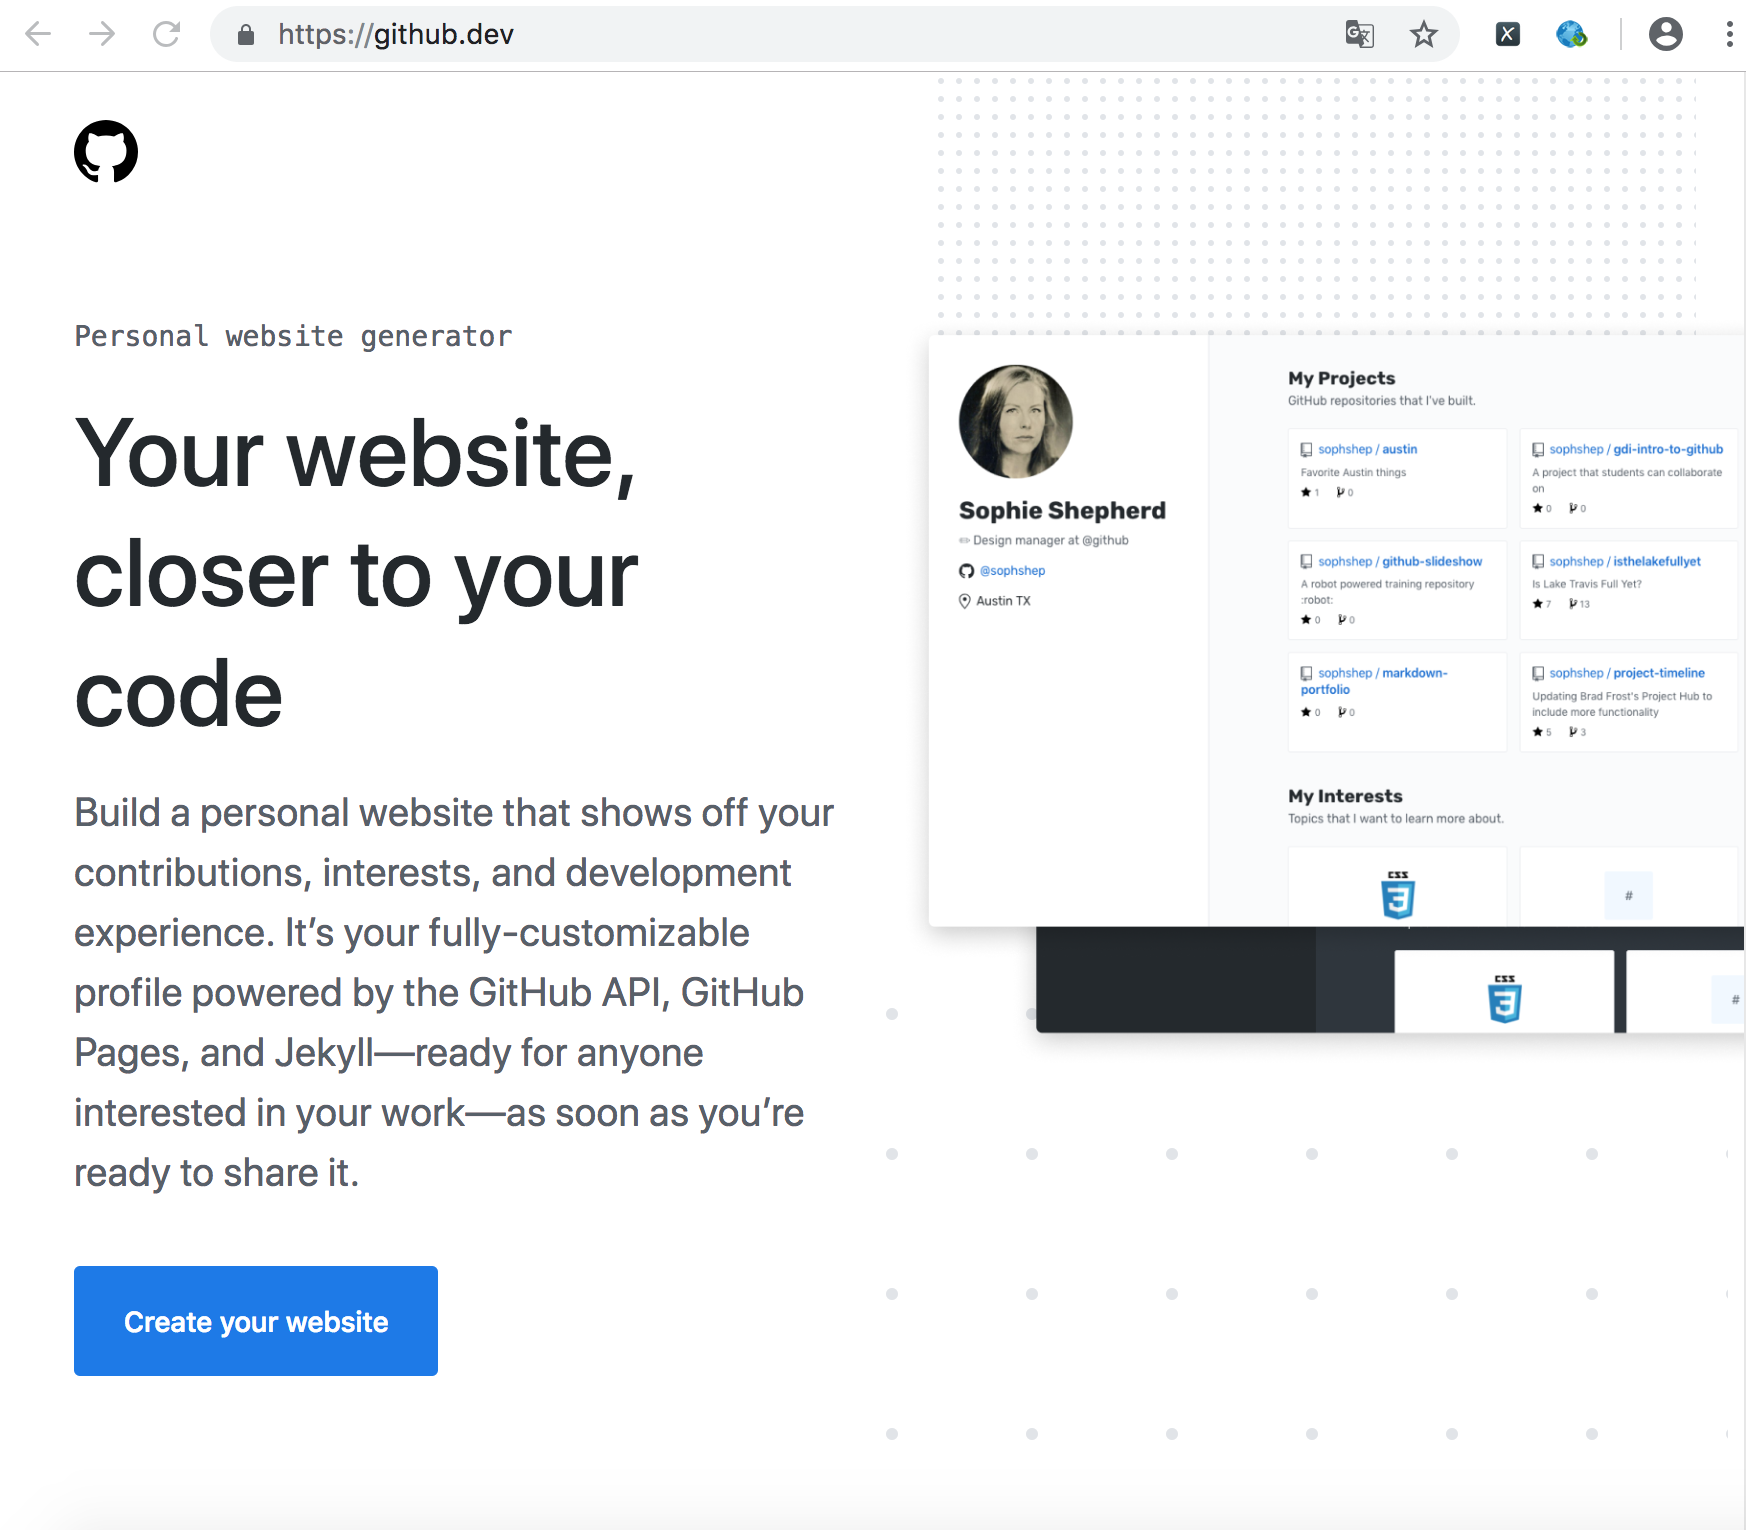 https://github.dev
Personal website generator
Your website,
closer to your
code
Build a personal website that shows off your
contributions, interests, and development
experience. It’s your fully-customizable
profile powered by the GitHub API, GitHub
Pages, and Jekyll—ready for anyone
interested in your work—as soon as you’re
ready to share it.
Create your website
Sophie Shepherd
✏ Design manager at @github
@sophshep
Austin TX
My Projects
GitHub repositories that I've built.
sophshep / austin
Favorite Austin things
1 0
sophshep / gdi-intro-to-github
A project that students can collaborate
on
0 0
sophshep / github-slideshow
A robot powered training repository
:robot:
0 0
sophshep / isthelakefullyet
Is Lake Travis Full Yet?
7 13
sophshep / markdown-
portfolio
0 0
sophshep / project-timeline
Updating Brad Frost's Project Hub to
include more functionality
5 3
My Interests
Topics that I want to learn more about.
CSS
3
#
CSS
3
#